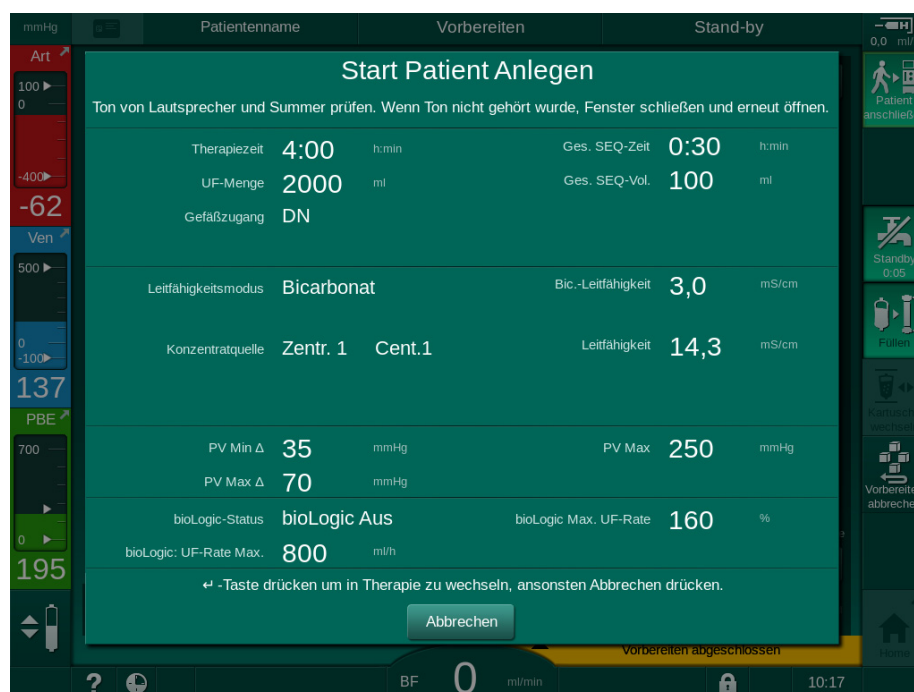 mmHg
Patientenname
Vorbereiten
Stand-by
0,0 ml/
Art
100
0
-400
-62
Ven
500
0
-100
137
PBE
700
0
195
Start Patient Anlegen
Ton von Lautsprecher und Summer prüfen. Wenn Ton nicht gehört wurde, Fenster schließen und erneut öffnen.
Therapiezeit 4:00 h:min Ges. SEQ-Zeit 0:30 h:min
UF-Menge 2000 ml Ges. SEQ-Vol. 100 ml
Gefäßzugang DN
Leitfähigkeitsmodus Bicarbonat Bic.-Leitfähigkeit 3,0 mS/cm
Konzentratquelle Zentr. 1 Cent.1 Leitfähigkeit 14,3 mS/cm
PV Min Δ 35 mmHg PV Max 250 mmHg
PV Max Δ 70 mmHg
bioLogic-Status bioLogic Aus bioLogic Max. UF-Rate 160 %
bioLogic: UF-Rate Max. 800 ml/h
↵ -Taste drücken um in Therapie zu wechseln, ansonsten Abbrechen drücken.
Abbrechen
Vorbereiten abgeschlossen
Patient
anschließ
Standby
0:05
Füllen
Kartusch
wechsel
Vorbereite
abbreche
Home
? BF 0 ml/min 10:17